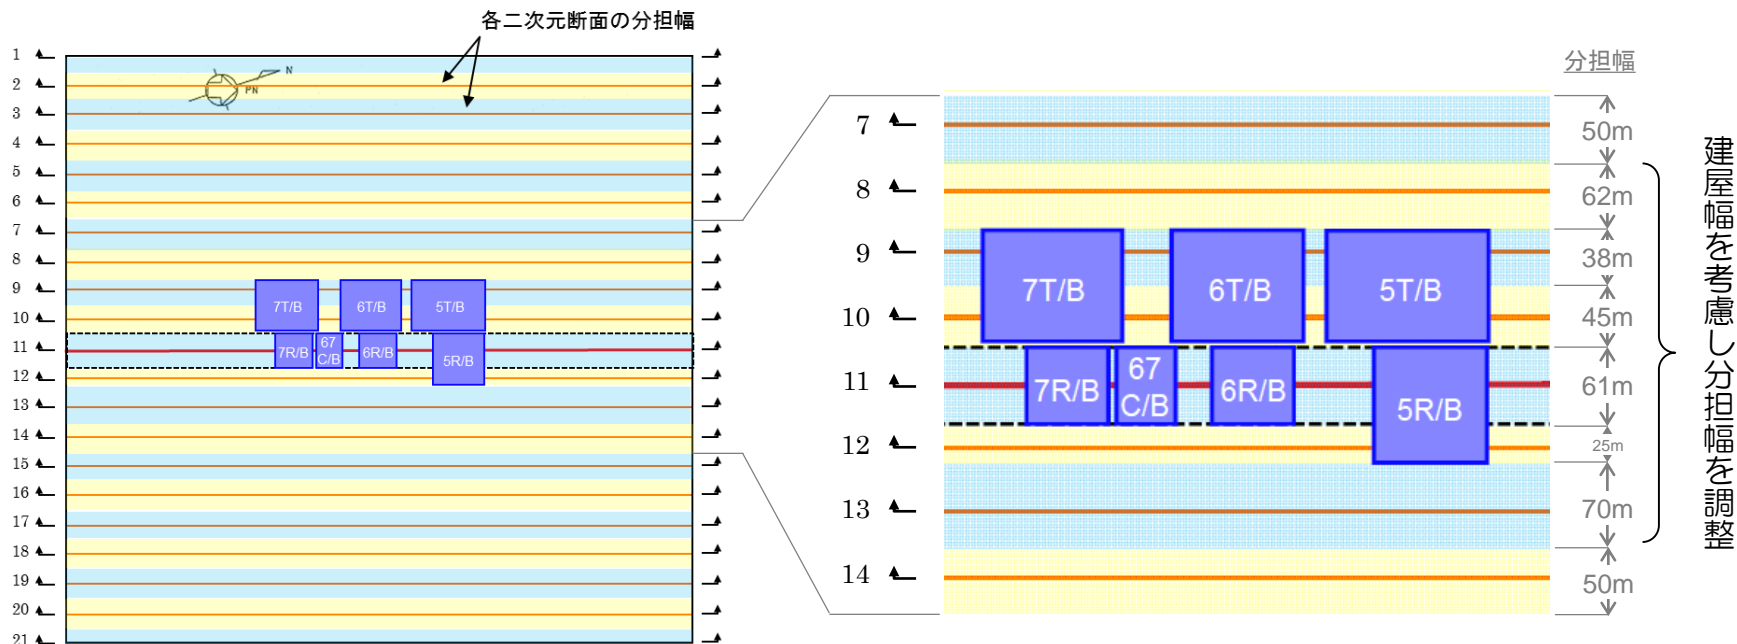 各二次元断面の分担幅
1
2
3
4
5
6
7
8
9
10
11
12
13
14
15
16
17
18
19
20
21
N
PN
7T/B
6T/B
5T/B
7R/B
67
C/B
6R/B
5R/B
7
8
9
10
11
12
13
14
7T/B
6T/B
5T/B
7R/B
67
C/B
6R/B
5R/B
分担幅
50m
62m
38m
45m
61m
25m
70m
50m
建屋幅を考慮し分担幅を調整